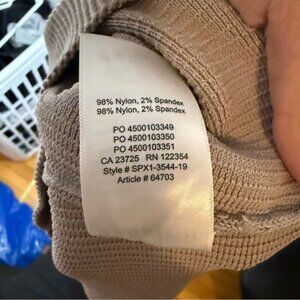 98% Nylon, 2% Spandex
98% Nylon, 2% Spandex
PO 4500103349
PO 4500103350
PO 4500103351
CA 23725 RN 122354
Style # SPX1-3544-19
Article # 64703